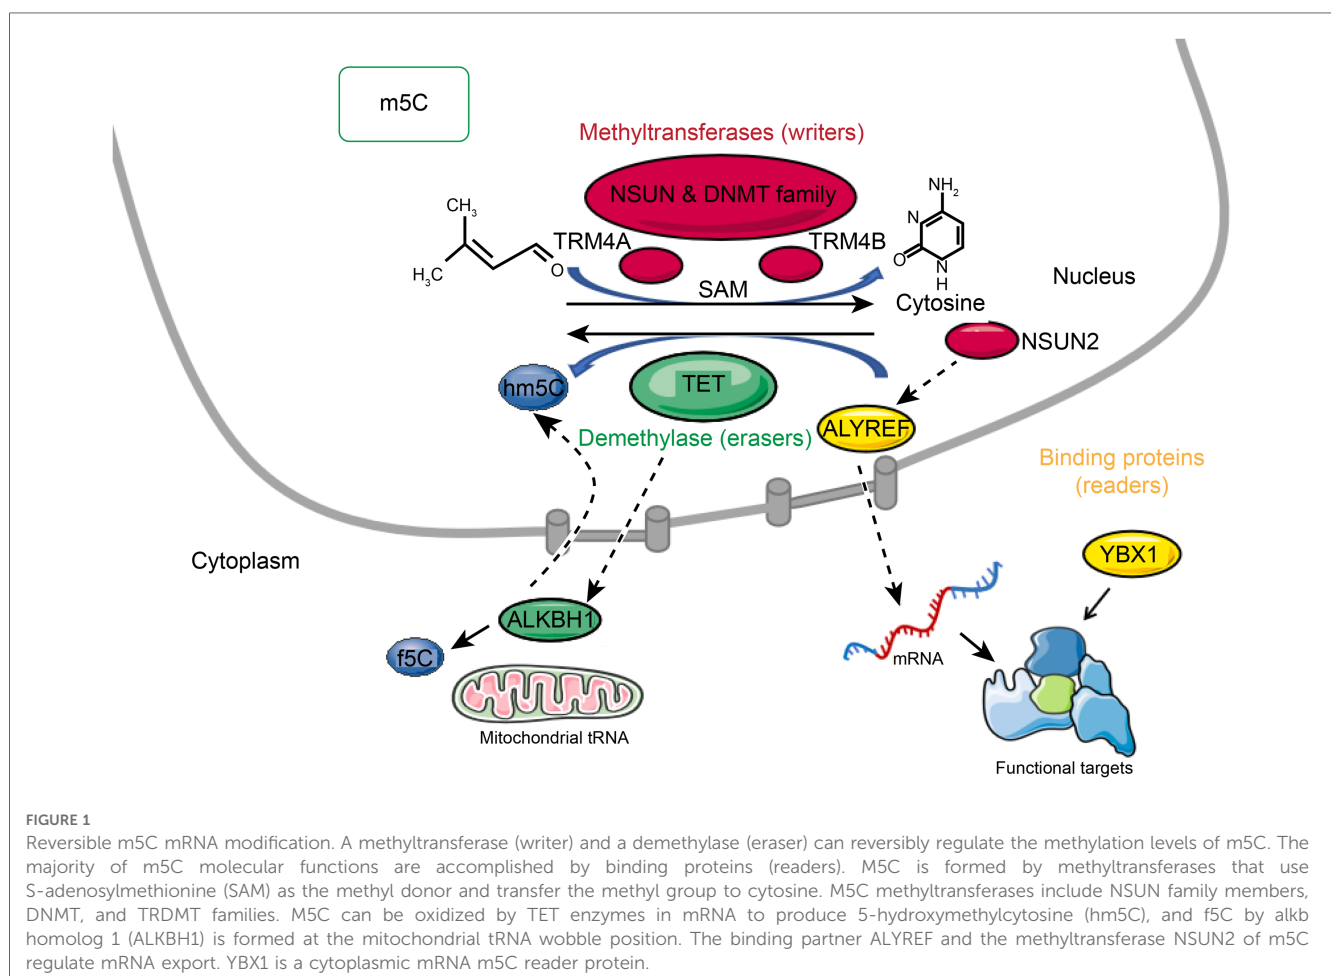 m5C
Methyltransferases (writers)
NSUN & DNMT family
TRM4A
TRM4B
CH3
H3C
O
SAM
NH2
N
O
N
H
Cytosine
Nucleus
NSUN2
hm5C
TET
ALYREF
Demethylase (erasers)
Binding proteins
(readers)
Cytoplasm
YBX1
ALKBH1
f5C
mRNA
Mitochondrial tRNA
Functional targets
FIGURE 1
Reversible m5C mRNA modification. A methyltransferase (writer) and a demethylase (eraser) can reversibly regulate the methylation levels of m5C. The
majority of m5C molecular functions are accomplished by binding proteins (readers). M5C is formed by methyltransferases that use
S-adenosylmethionine (SAM) as the methyl donor and transfer the methyl group to cytosine. M5C methyltransferases include NSUN family members,
DNMT, and TRDMT families. M5C can be oxidized by TET enzymes in mRNA to produce 5-hydroxymethylcytosine (hm5C), and f5C by alkb
homolog 1 (ALKBH1) is formed at the mitochondrial tRNA wobble position. The binding partner ALYREF and the methyltransferase NSUN2 of m5C
regulate mRNA export. YBX1 is a cytoplasmic mRNA m5C reader protein.